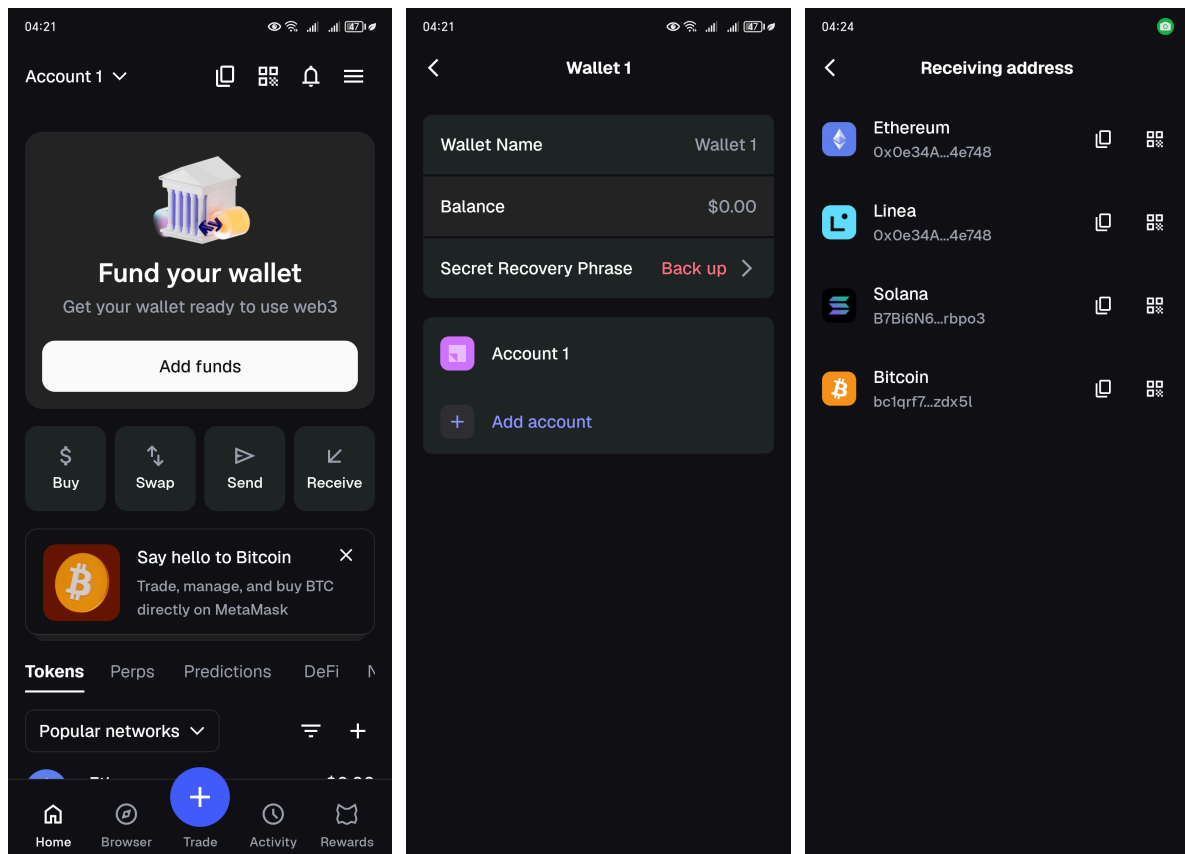 04:21
47
Account 1
Fund your wallet
Get your wallet ready to use web3
Add funds
Buy
Swap
Send
Receive
Say hello to Bitcoin
Trade, manage, and buy BTC
directly on MetaMask
Tokens
Perps
Predictions
DeFi
Popular networks
Home
Browser
Trade
Activity
Rewards
04:21
47
Wallet 1
Wallet Name
Wallet 1
Balance
$0.00
Secret Recovery Phrase
Back up
Account 1
Add account
04:24
Receiving address
Ethereum
0x0e34A...4e748
Linea
0x0e34A...4e748
Solana
B7Bi6N6...rbpo3
Bitcoin
bc1qrf7...zdx5l